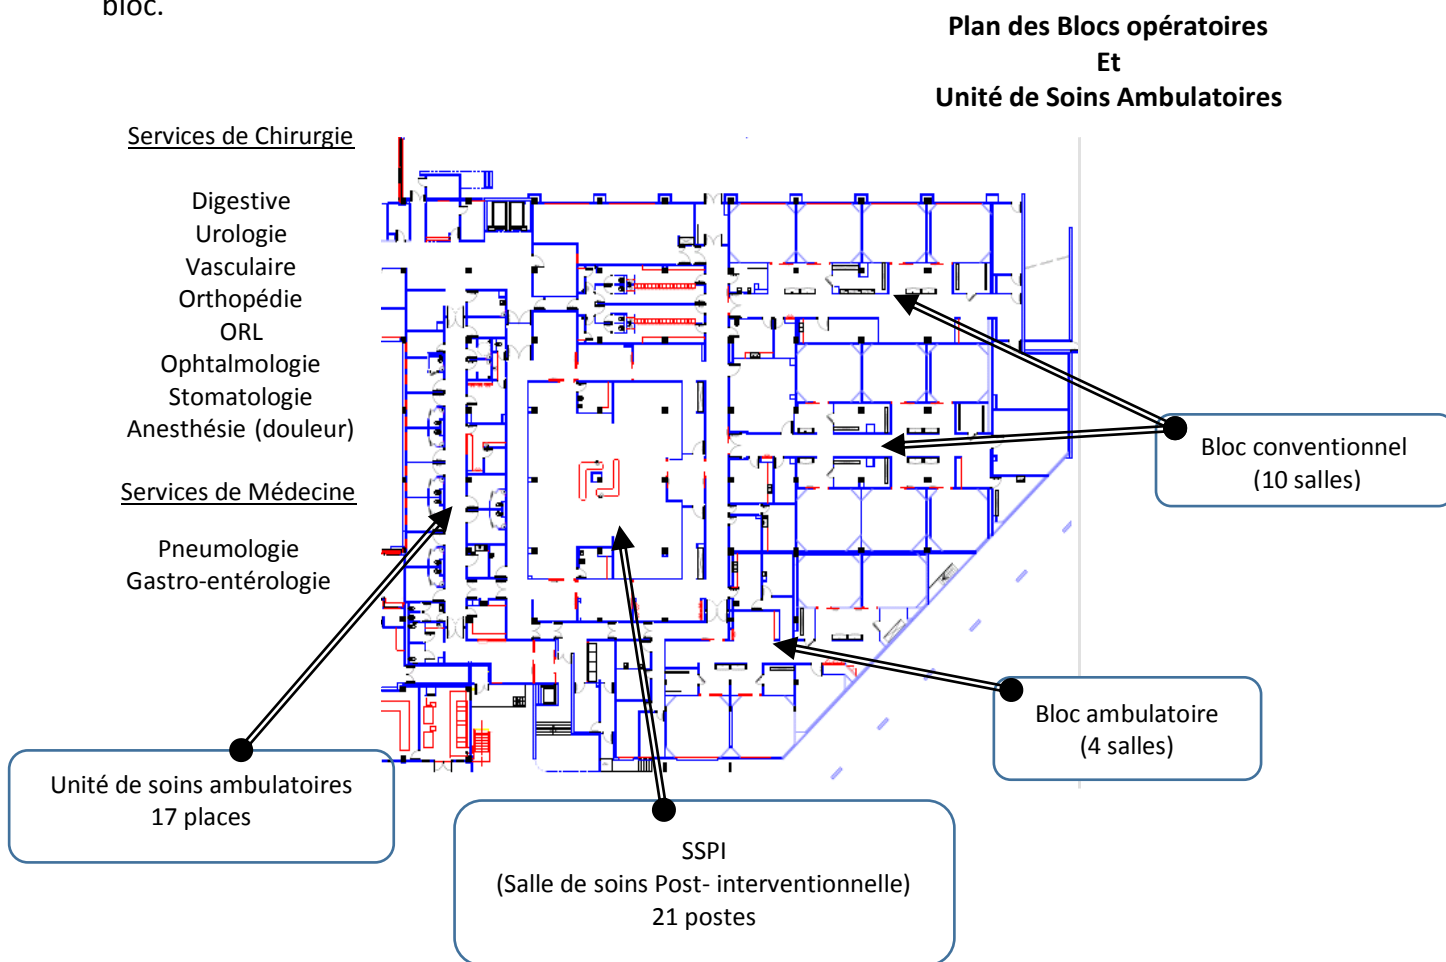 bloc.
Plan des Blocs opératoires
Et
Unité de Soins Ambulatoires
Services de Chirurgie
Digestive
Urologie
Vasculaire
Orthopédie
ORL
Ophtalmologie
Stomatologie
Anesthésie (douleur)
Services de Médecine
Pneumologie
Gastro-entérologie
Bloc conventionnel
(10 salles)
Bloc ambulatoire
(4 salles)
Unité de soins ambulatoires
17 places
SSPI
(Salle de soins Post- interventionnelle)
21 postes